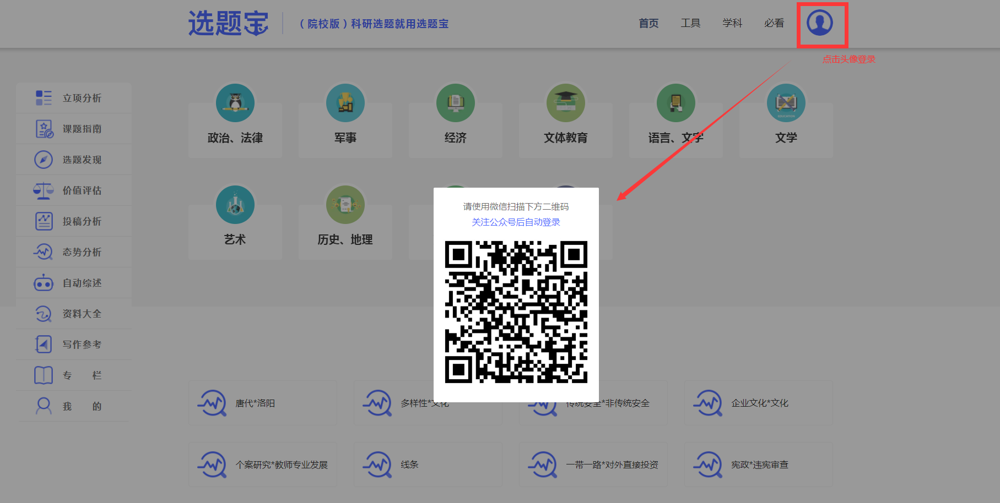 选题宝
（院校版）科研选题就用选题宝
首页
工具
学科
必看
点击头像登录
立项分析
课题指南
选题发现
价值评估
投稿分析
态势分析
自动综述
资料大全
写作参考
专 栏
我 的
政治、法律
军事
经济
文体教育
语言、文字
EDUCATION
文学
艺术
历史、地理
请使用微信扫描下方二维码
关注公众号后自动登录
唐代*洛阳
多样性*文化
传统安全*非传统安全
企业文化*文化
个案研究*教师专业发展
线条
一带一路*对外直接投资
宪政*违宪审查